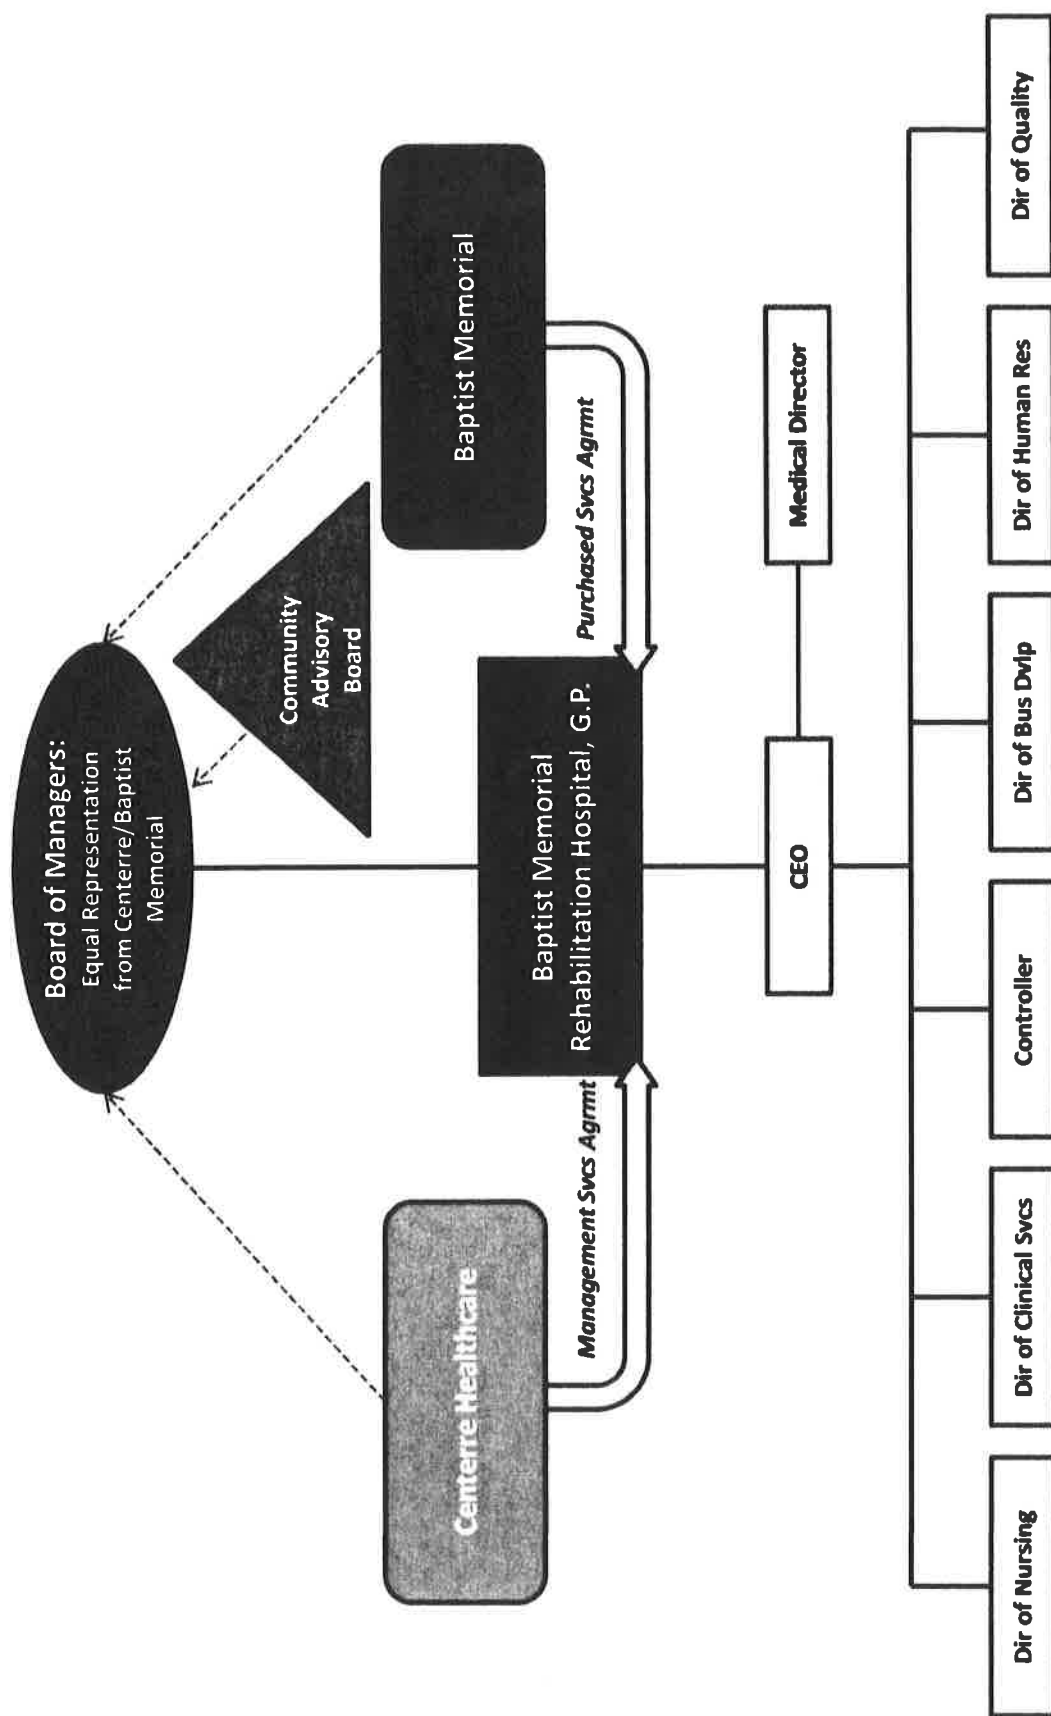 Board of Managers:
Equal Representation
from Centerre/Baptist
Memorial
Community
Advisory
Board
Centerre Healthcare
Baptist Memorial
Management Svcs Agrmt
Purchased Svcs Agrmt
Baptist Memorial
Rehabilitation Hospital, G.P.
CEO
Medical Director
Dir of Nursing
Dir of Clinical Svcs
Controller
Dir of Bus Dvlp
Dir of Human Res
Dir of Quality